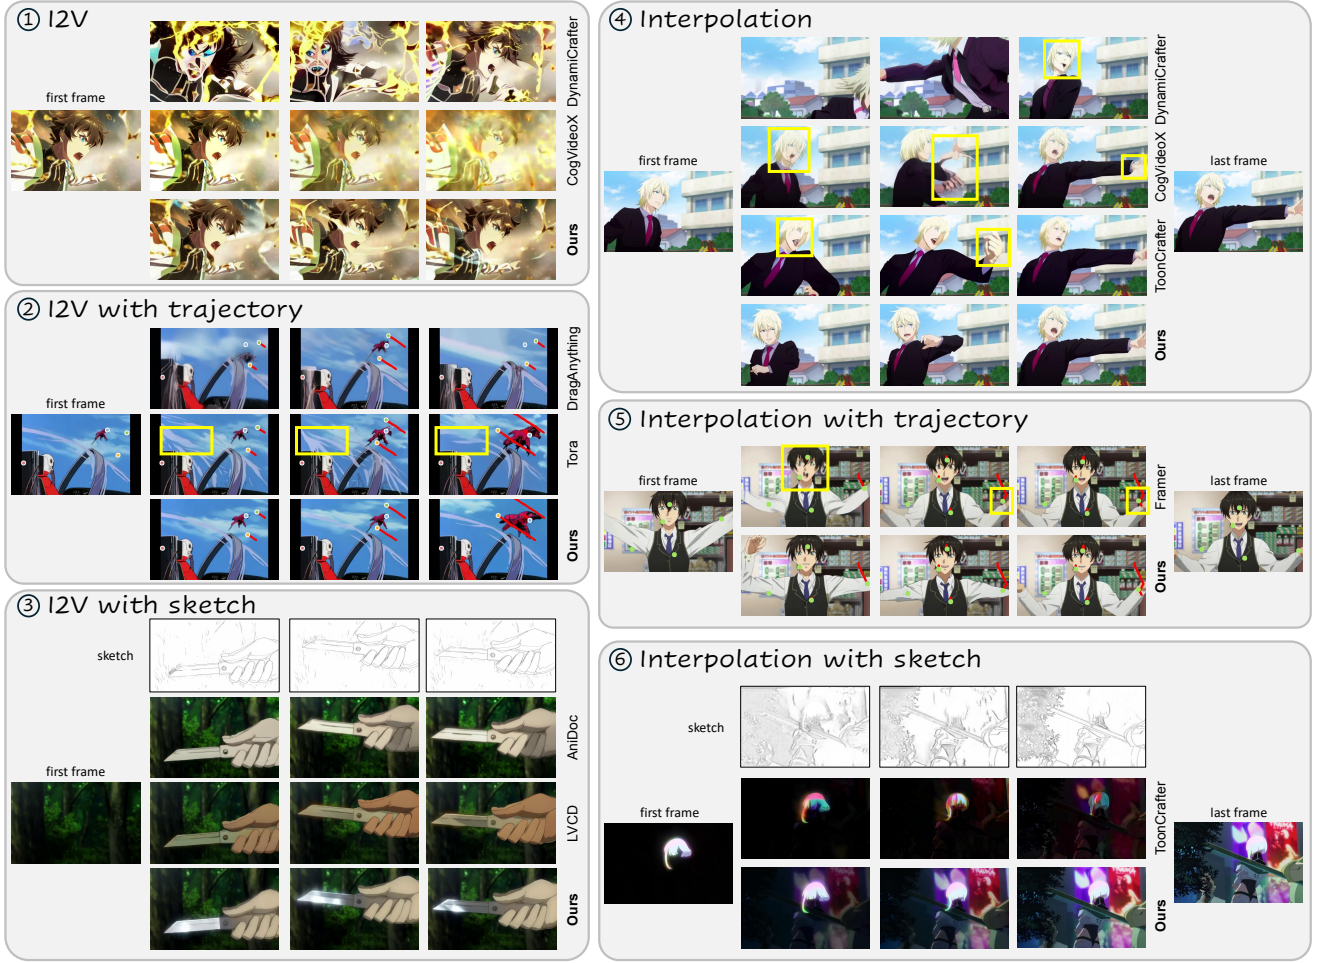 ① I2V
first frame
DynamiCrafter
CogVideoX
Ours
② I2V with trajectory
first frame
DragAnything
Tora
Ours
③ I2V with sketch
sketch
first frame
AniDoc
LVCD
Ours
④ Interpolation
first frame
DynamiCrafter
CogVideoX
ToonCrafter
Ours
last frame
⑤ Interpolation with trajectory
first frame
Framer
Ours
last frame
⑥ Interpolation with sketch
sketch
first frame
ToonCrafter
Ours
last frame